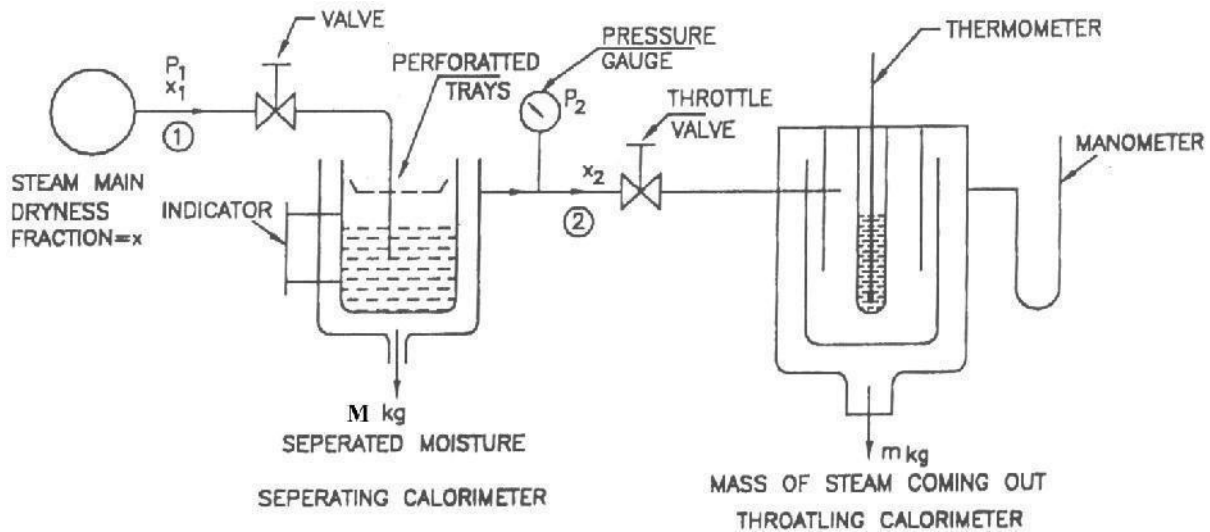 VALVE
P₁
x₁
①
STEAM MAIN
DRYNESS
FRACTION=x
INDICATOR
PERFORATTED
TRAYS
PRESSURE
GAUGE
P₂
x₂
②
THROTTLE
VALVE
THERMOMETER
MANOMETER
M kg
SEPERATED MOISTURE
SEPERATING CALORIMETER
m kg
MASS OF STEAM COMING OUT
THROATLING CALORIMETER